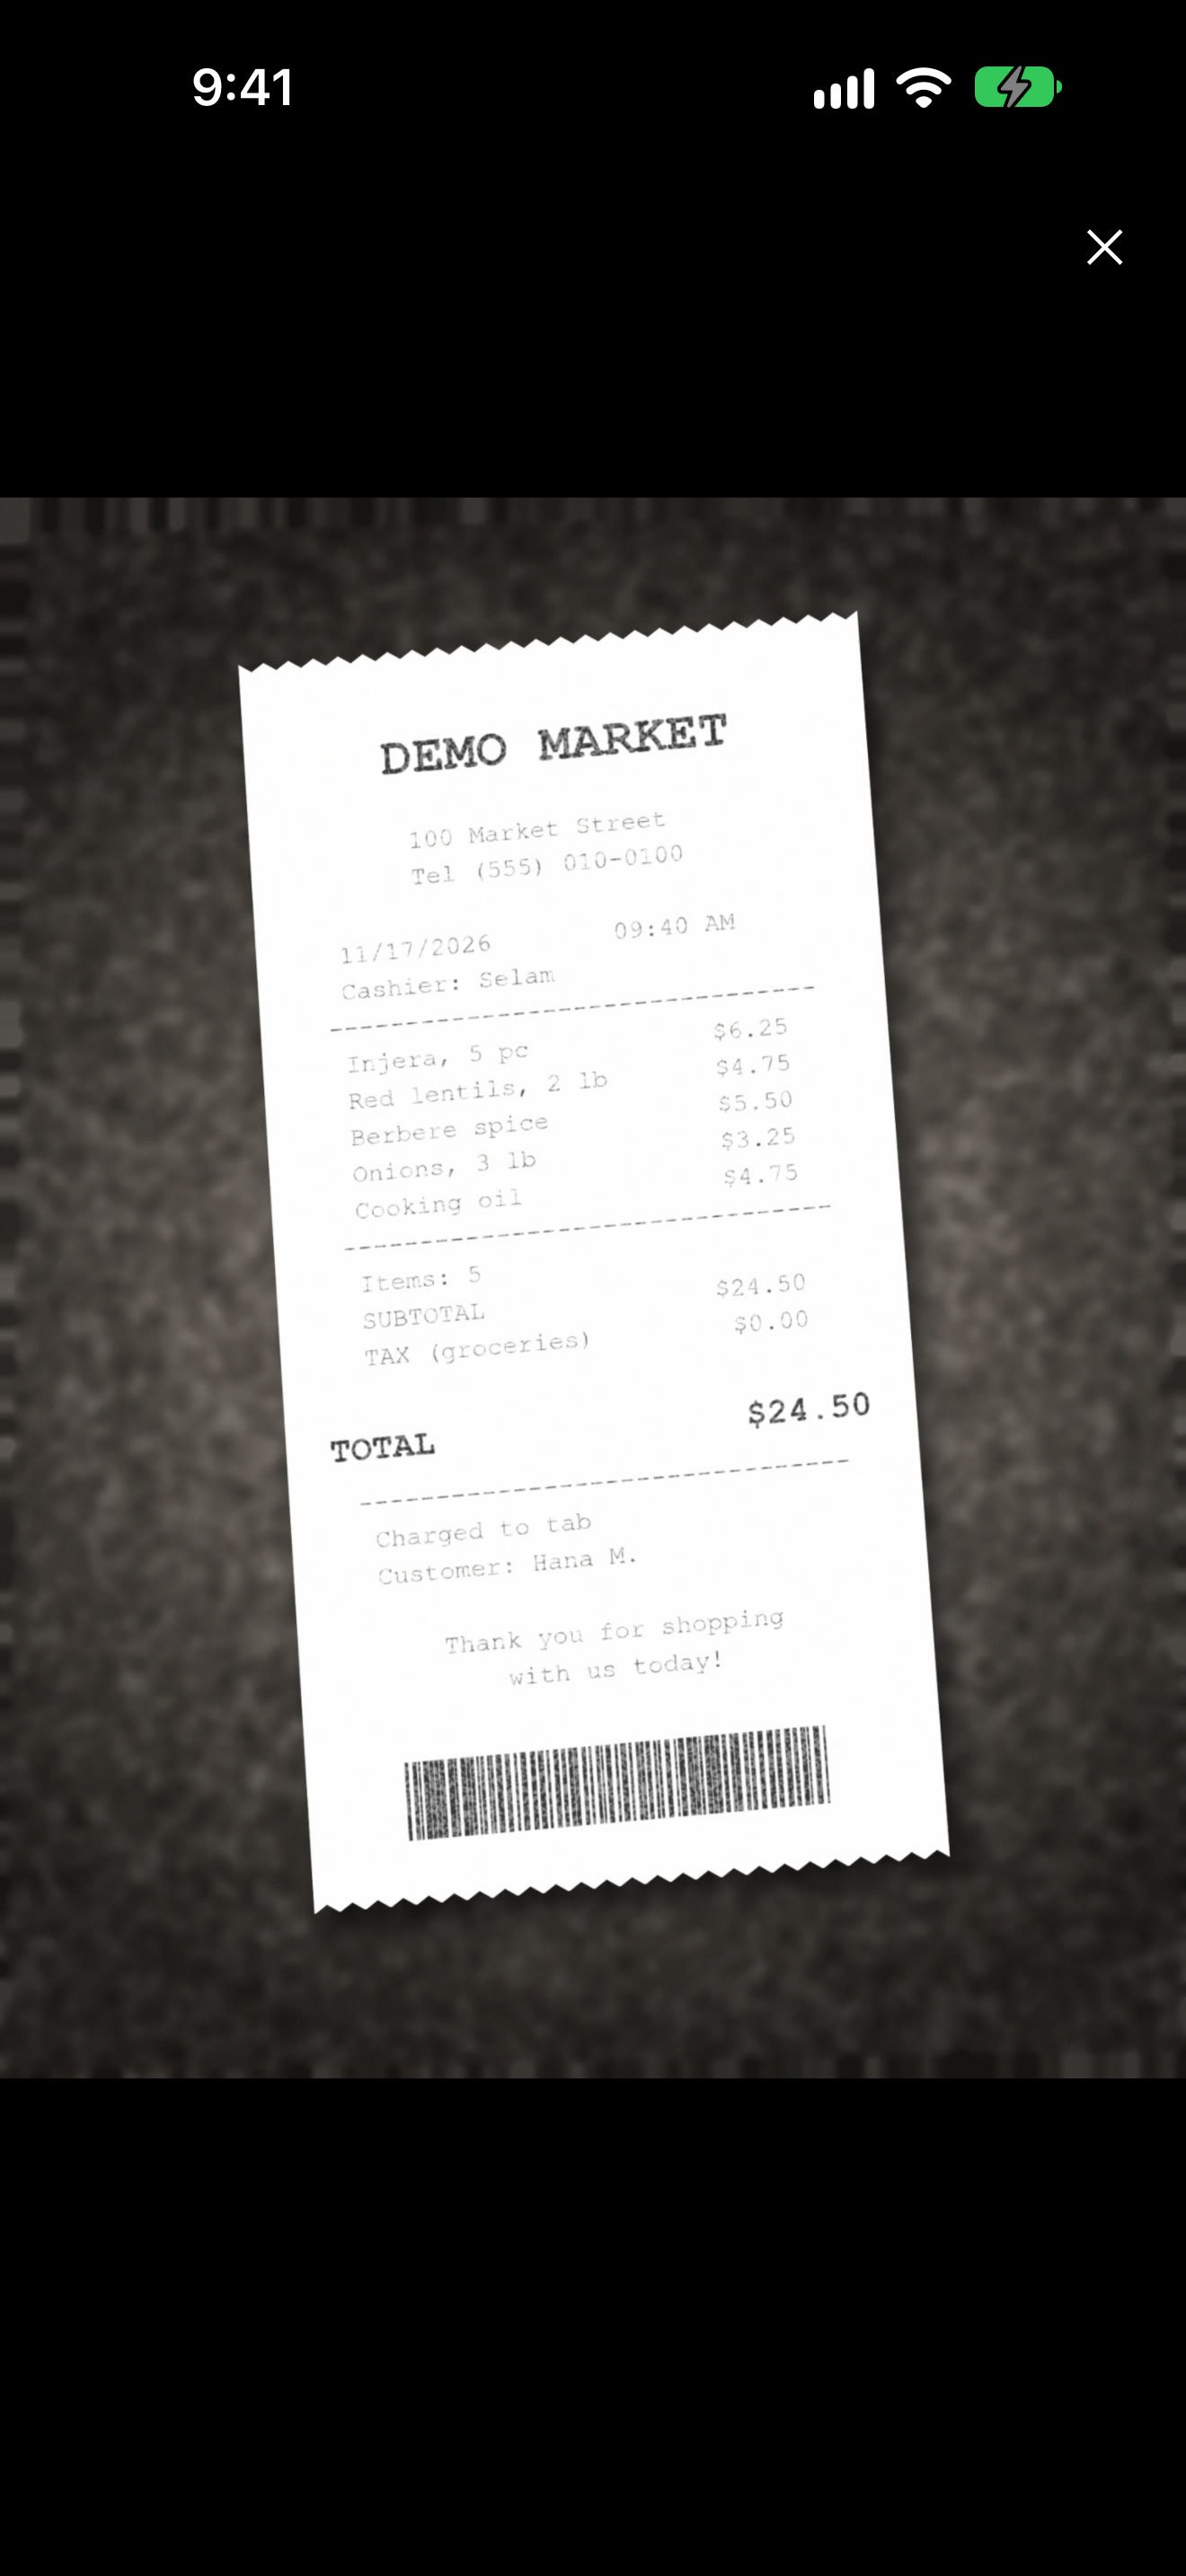 9:41
DEMO MARKET
100 Market Street
Tel (555) 010-0100
11/17/2026 09:40 AM
Cashier: Selam
--------------------------------
Injera, 5 pc $6.25
Red lentils, 2 lb $4.75
Berbere spice $5.50
Onions, 3 lb $3.25
Cooking oil $4.75
--------------------------------
Items: 5
SUBTOTAL $24.50
TAX (groceries) $0.00
TOTAL $24.50
--------------------------------
Charged to tab
Customer: Hana M.
Thank you for shopping
with us today!